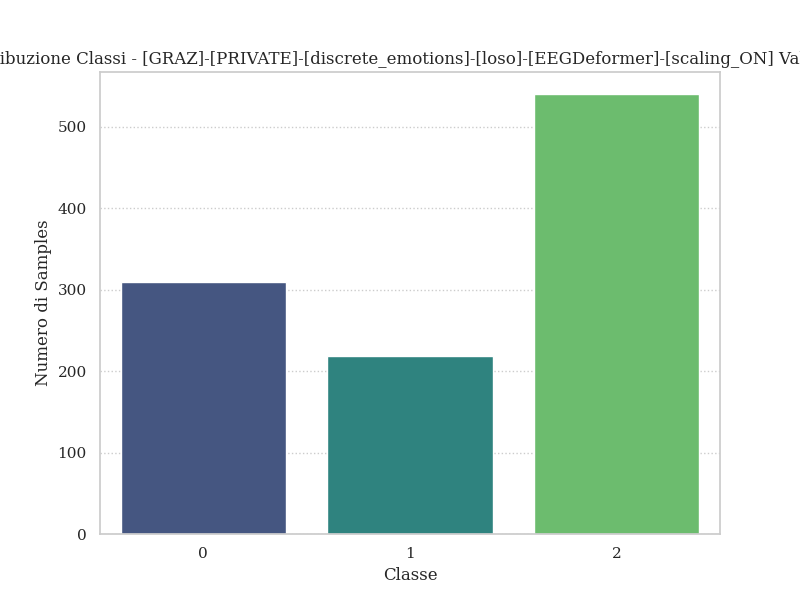 ibuzione Classi - [GRAZ]-[PRIVATE]-[discrete_emotions]-[loso]-[EEGDeformer]-[scaling_ON] Va
500
400
300
200
100
0
Numero di Samples
0 1 2
Classe